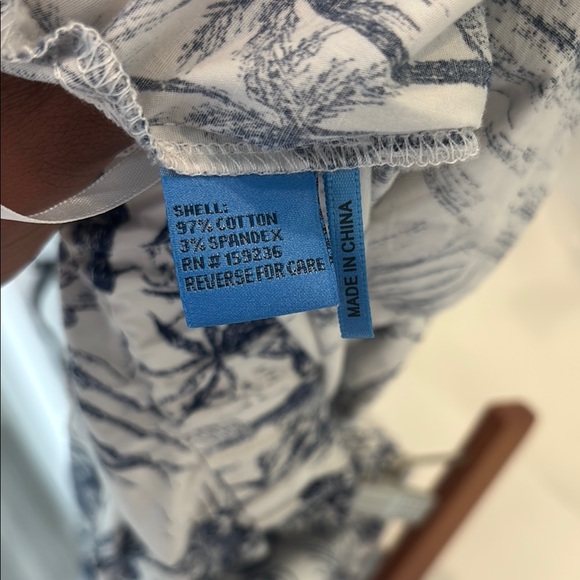 SHELL:
97% COTTON
3% SPANDEX
RN # 159236
REVERSE FOR CARE
MADE IN CHINA